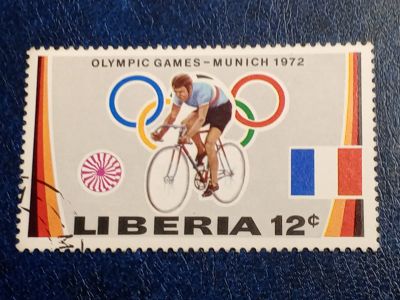 OLYMPIC GAMES - MUNICH 1972
LIBERIA 12¢